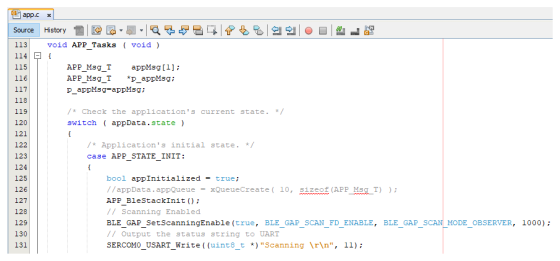 app.c x
Source History
113 void APP_Tasks ( void )
114 {
115 APP_Msg_T appMsg[1];
116 APP_Msg_T *p_appMsg;
117 p_appMsg=appMsg;
118
119 /* Check the application's current state. */
120 switch ( appData.state )
121 {
122 /* Application's initial state. */
123 case APP_STATE_INIT:
124 {
125 bool appInitialized = true;
126 //appData.appQueue = xQueueCreate( 10, sizeof(APP_Msg_T) );
127 APP_BleStackInit();
128 // Scanning Enabled
129 BLE_GAP_SetScanningEnable(true, BLE_GAP_SCAN_FD_ENABLE, BLE_GAP_SCAN_MODE_OBSERVER, 1000);
130 // Output the status string to UART
131 SERCOM0_USART_Write((uint8_t *)"Scanning \r\n", 11);